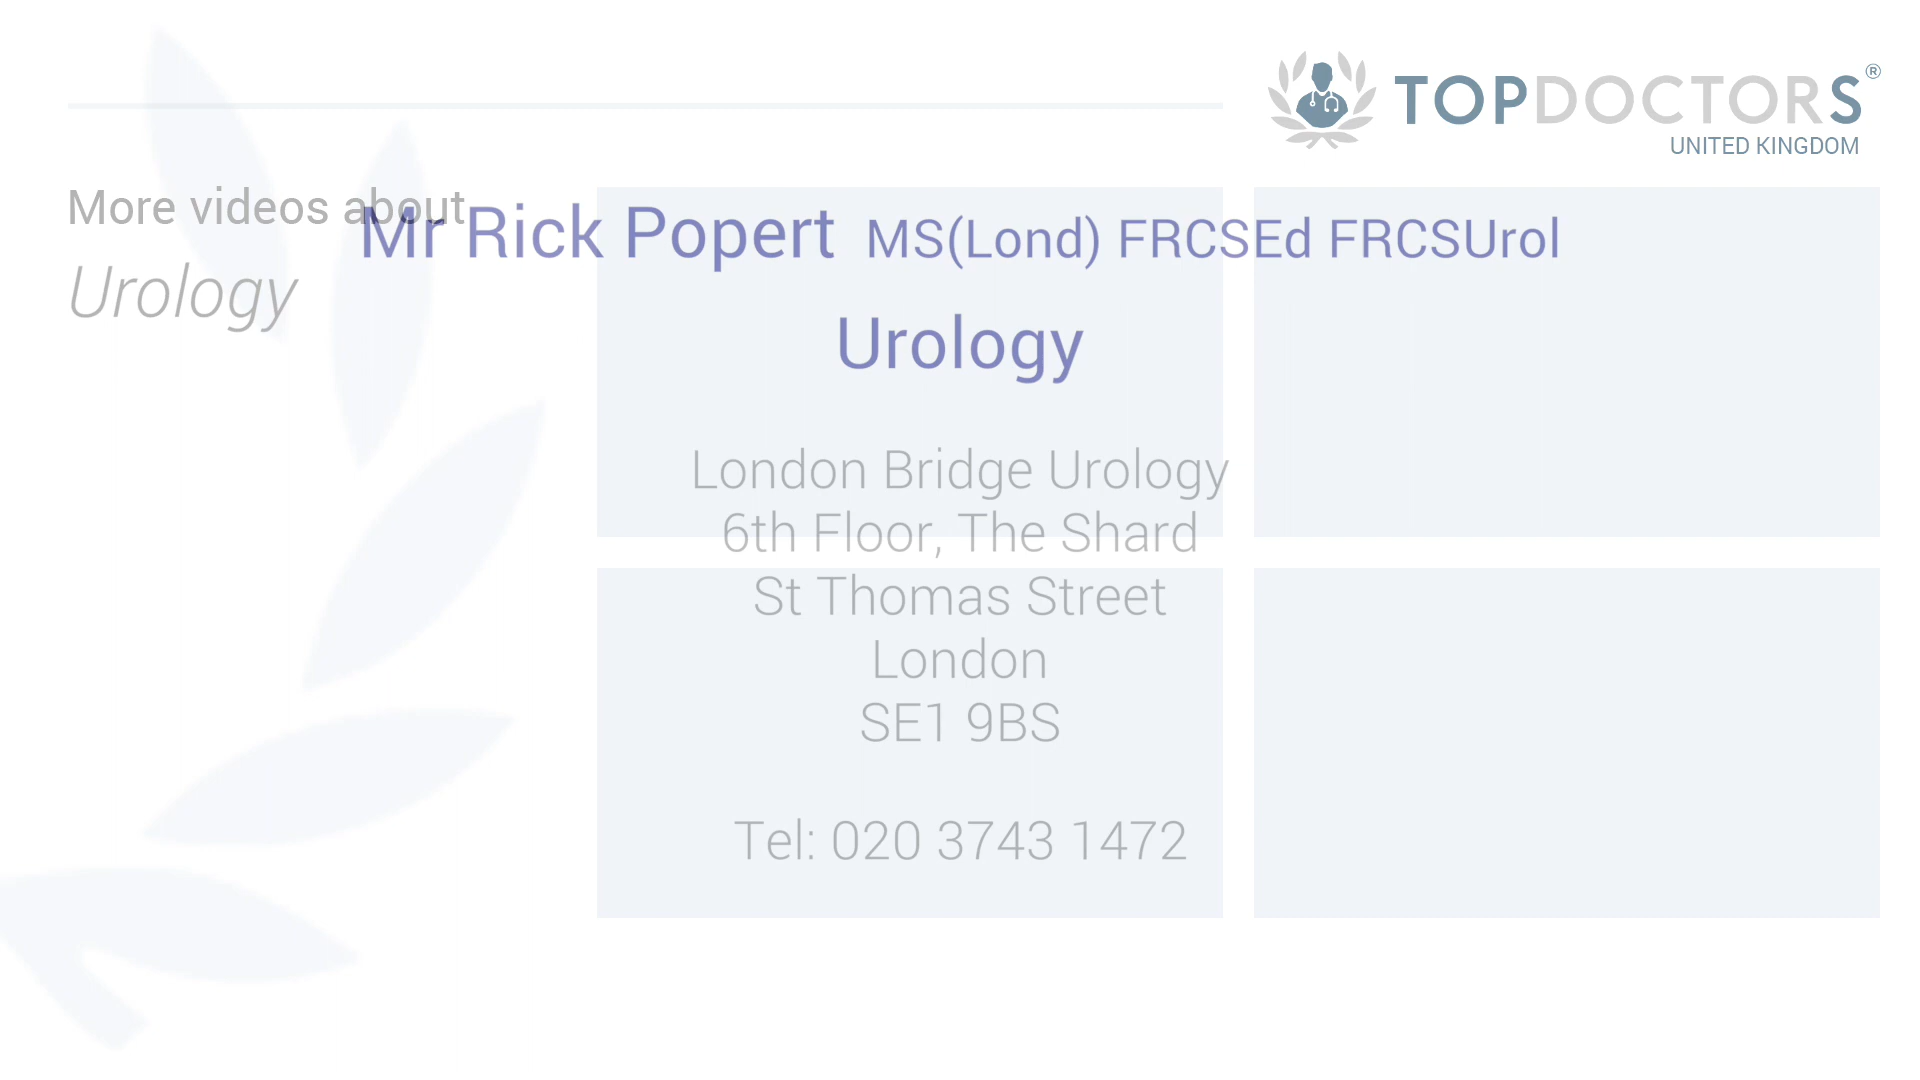 TOPDOCTORS®
UNITED KINGDOM
More videos about
Urology
Mr Rick Popert MS(Lond) FRCSEd FRCSUrol
Urology
London Bridge Urology
6th Floor, The Shard
St Thomas Street
London
SE1 9BS
Tel: 020 3743 1472